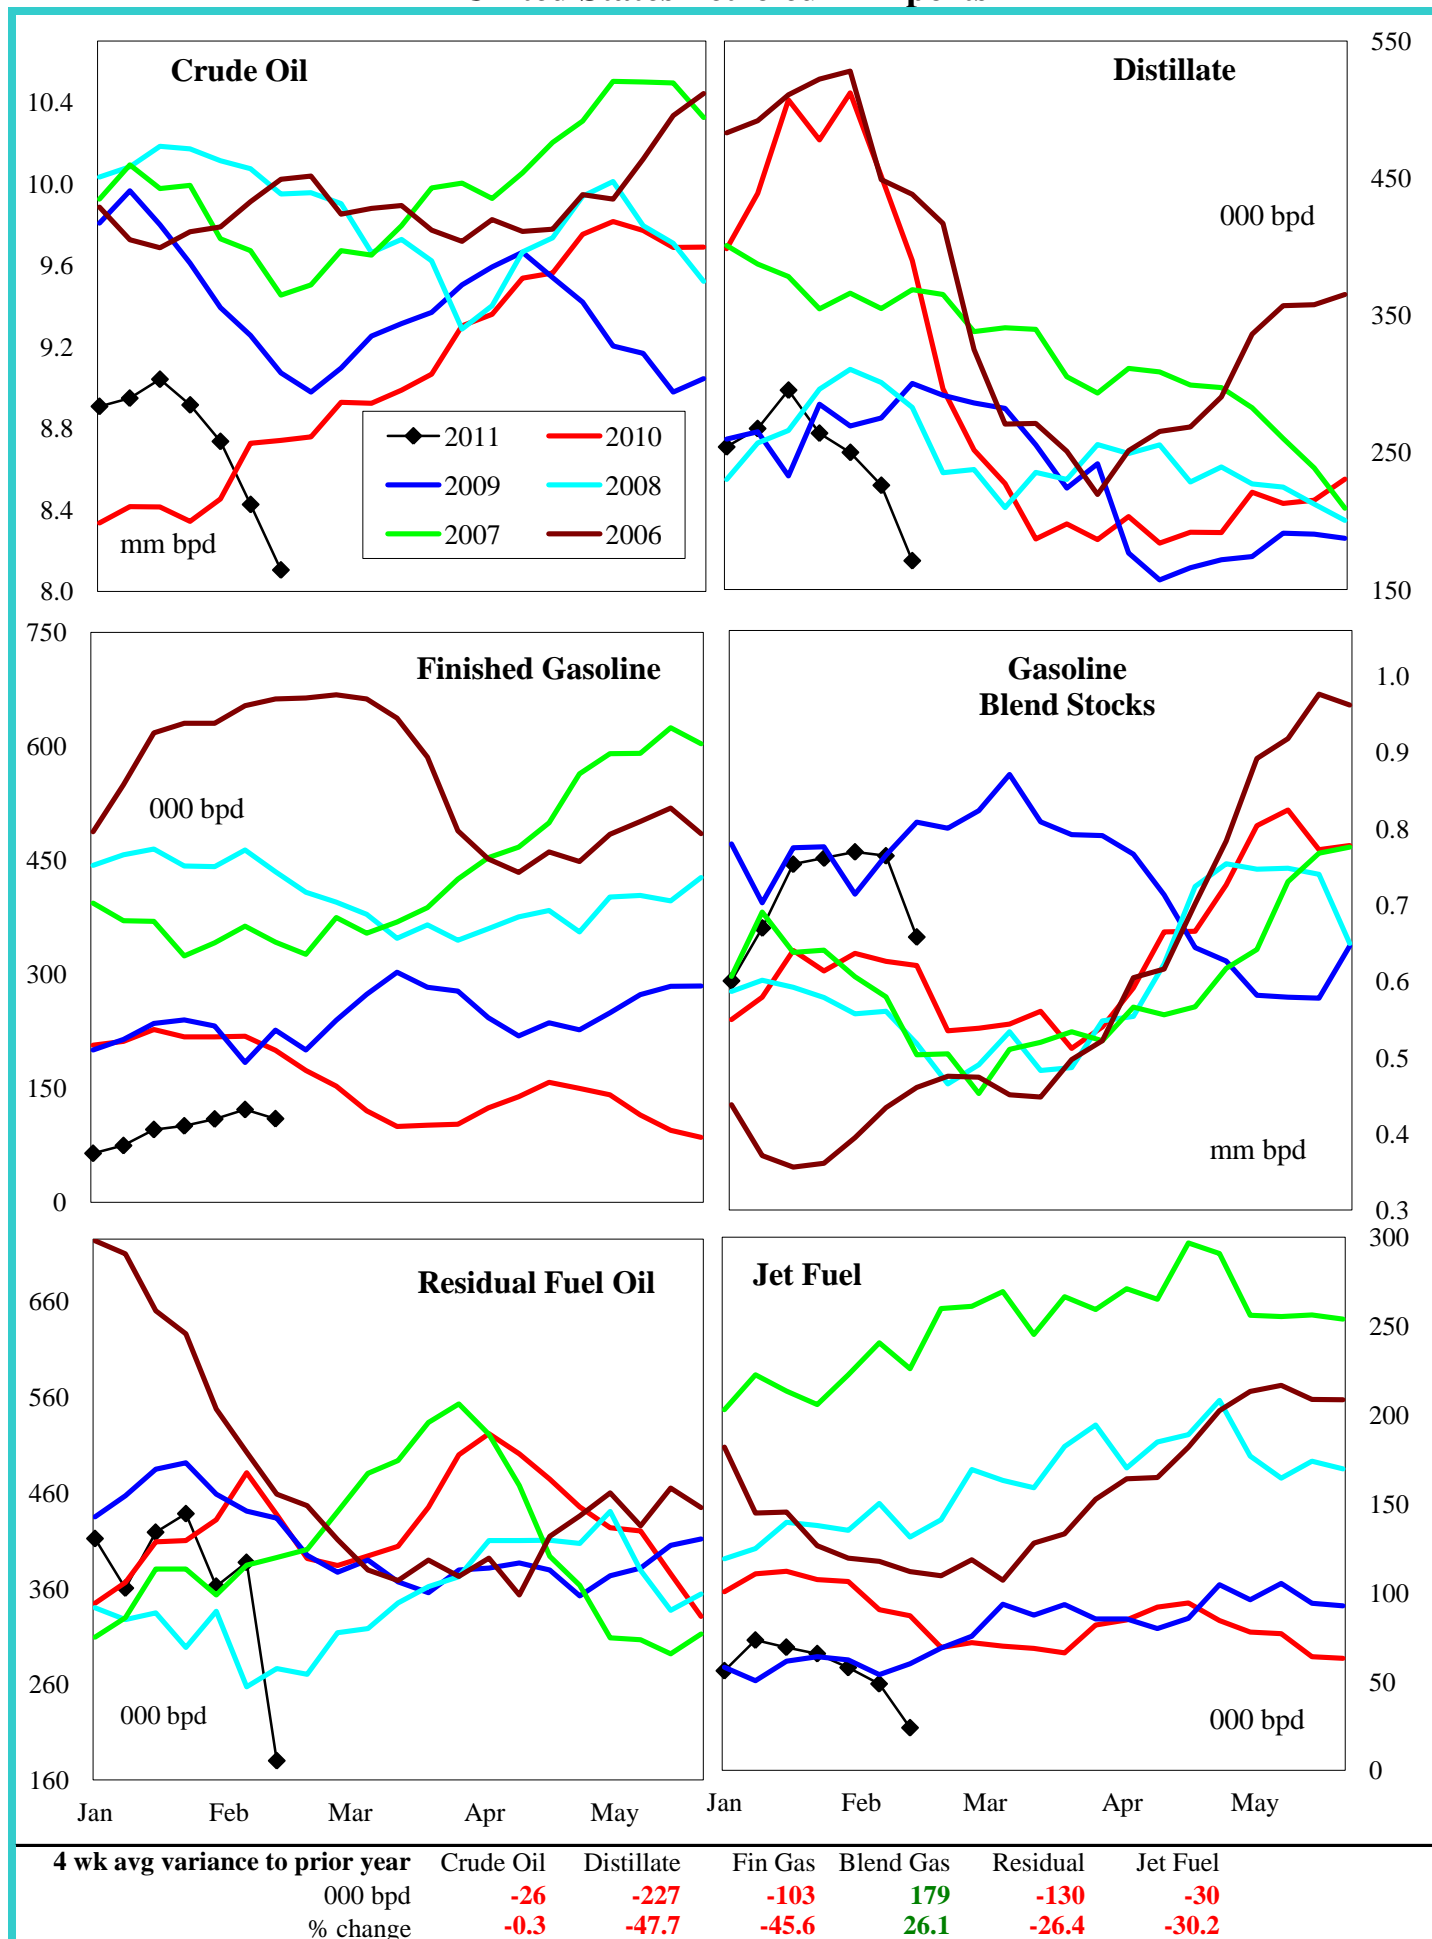 Crude Oil
10.4
10.0
9.6
9.2
8.8
8.4
8.0
mm bpd
2011
2010
2009
2008
2007
2006
Distillate
000 bpd
550
450
350
250
150
Finished Gasoline
750
600
450
300
150
0
000 bpd
Gasoline
Blend Stocks
mm bpd
1.0
0.9
0.8
0.7
0.6
0.5
0.4
0.3
Residual Fuel Oil
660
560
460
360
260
160
000 bpd
Jan Feb Mar Apr May
Jet Fuel
300
250
200
150
100
50
0
000 bpd
Jan Feb Mar Apr May
4 wk avg variance to prior year Crude Oil Distillate Fin Gas Blend Gas Residual Jet Fuel
000 bpd -26 -227 -103 179 -130 -30
% change -0.3 -47.7 -45.6 26.1 -26.4 -30.2